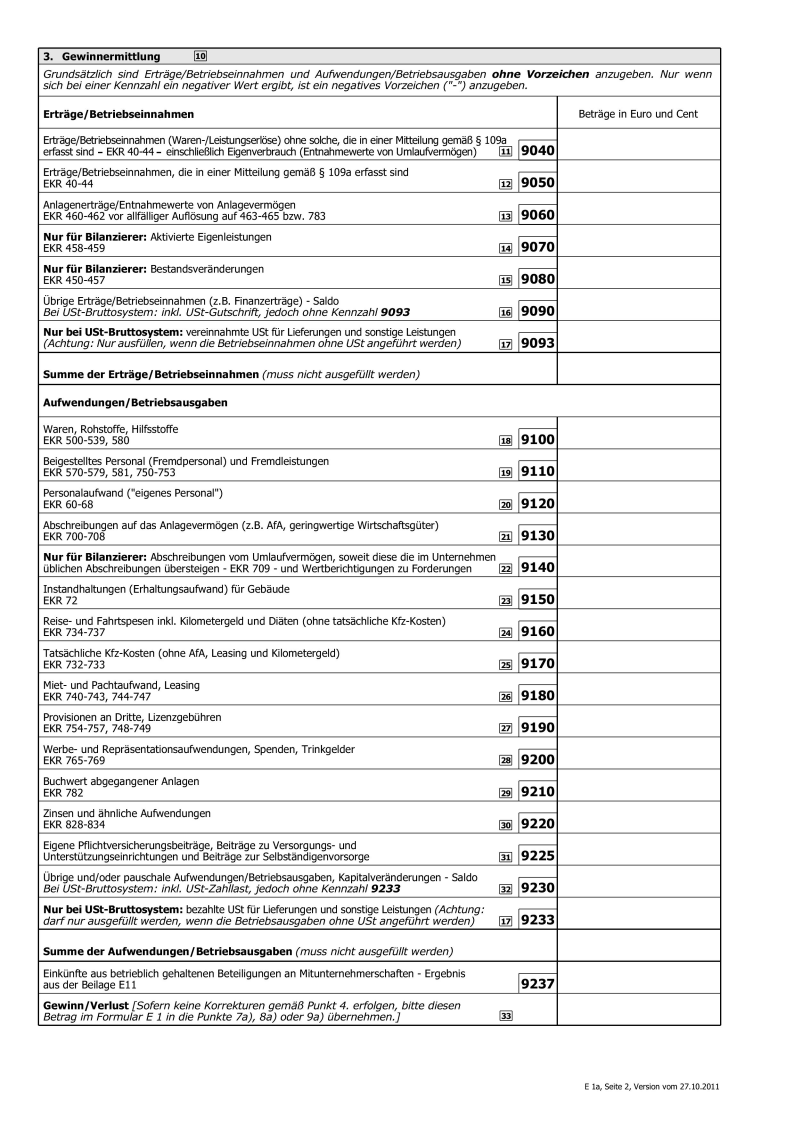 3. Gewinnermittlung 10
Grundsätzlich sind Erträge/Betriebseinnahmen und Aufwendungen/Betriebsausgaben ohne Vorzeichen anzugeben. Nur wenn
sich bei einer Kennzahl ein negativer Wert ergibt, ist ein negatives Vorzeichen ("-") anzugeben.
Erträge/Betriebseinnahmen Beträge in Euro und Cent
Erträge/Betriebseinnahmen (Waren-/Leistungserlöse) ohne solche, die in einer Mitteilung gemäß § 109a
erfasst sind – EKR 40-44 – einschließlich Eigenverbrauch (Entnahmewerte von Umlaufvermögen) 11 9040
Erträge/Betriebseinnahmen, die in einer Mitteilung gemäß § 109a erfasst sind
EKR 40-44 12 9050
Anlagenerträge/Entnahmewerte von Anlagevermögen
EKR 460-462 vor allfälliger Auflösung auf 463-465 bzw. 783 13 9060
Nur für Bilanzierer: Aktivierte Eigenleistungen
EKR 458-459 14 9070
Nur für Bilanzierer: Bestandsveränderungen
EKR 450-457 15 9080
Übrige Erträge/Betriebseinnahmen (z.B. Finanzerträge) - Saldo
Bei USt-Bruttosystem: inkl. USt-Gutschrift, jedoch ohne Kennzahl 9093 16 9090
Nur bei USt-Bruttosystem: vereinnahmte USt für Lieferungen und sonstige Leistungen
(Achtung: Nur ausfüllen, wenn die Betriebseinnahmen ohne USt angeführt werden) 17 9093
Summe der Erträge/Betriebseinnahmen (muss nicht ausgefüllt werden)
Aufwendungen/Betriebsausgaben
Waren, Rohstoffe, Hilfsstoffe
EKR 500-539, 580 18 9100
Beigestelltes Personal (Fremdpersonal) und Fremdleistungen
EKR 570-579, 581, 750-753 19 9110
Personalaufwand ("eigenes Personal")
EKR 60-68 20 9120
Abschreibungen auf das Anlagevermögen (z.B. AfA, geringwertige Wirtschaftsgüter)
EKR 700-708 21 9130
Nur für Bilanzierer: Abschreibungen vom Umlaufvermögen, soweit diese die im Unternehmen
üblichen Abschreibungen übersteigen - EKR 709 - und Wertberichtigungen zu Forderungen 22 9140
Instandhaltungen (Erhaltungsaufwand) für Gebäude
EKR 72 23 9150
Reise- und Fahrtspesen inkl. Kilometergeld und Diäten (ohne tatsächliche Kfz-Kosten)
EKR 734-737 24 9160
Tatsächliche Kfz-Kosten (ohne AfA, Leasing und Kilometergeld)
EKR 732-733 25 9170
Miet- und Pachtaufwand, Leasing
EKR 740-743, 744-747 26 9180
Provisionen an Dritte, Lizenzgebühren
EKR 754-757, 748-749 27 9190
Werbe- und Repräsentationsaufwendungen, Spenden, Trinkgelder
EKR 765-769 28 9200
Buchwert abgegangener Anlagen
EKR 782 29 9210
Zinsen und ähnliche Aufwendungen
EKR 828-834 30 9220
Eigene Pflichtversicherungsbeiträge, Beiträge zu Versorgungs- und
Unterstützungseinrichtungen und Beiträge zur Selbständigenvorsorge 31 9225
Übrige und/oder pauschale Aufwendungen/Betriebsausgaben, Kapitalveränderungen - Saldo
Bei USt-Bruttosystem: inkl. USt-Zahllast, jedoch ohne Kennzahl 9233 32 9230
Nur bei USt-Bruttosystem: bezahlte USt für Lieferungen und sonstige Leistungen (Achtung:
darf nur ausgefüllt werden, wenn die Betriebsausgaben ohne USt angeführt werden) 17 9233
Summe der Aufwendungen/Betriebsausgaben (muss nicht ausgefüllt werden)
Einkünfte aus betrieblich gehaltenen Beteiligungen an Mitunternehmerschaften - Ergebnis
aus der Beilage E11 9237
Gewinn/Verlust [Sofern keine Korrekturen gemäß Punkt 4. erfolgen, bitte diesen
Betrag im Formular E 1 in die Punkte 7a), 8a) oder 9a) übernehmen.] 33
E 1a, Seite 2, Version vom 27.10.2011